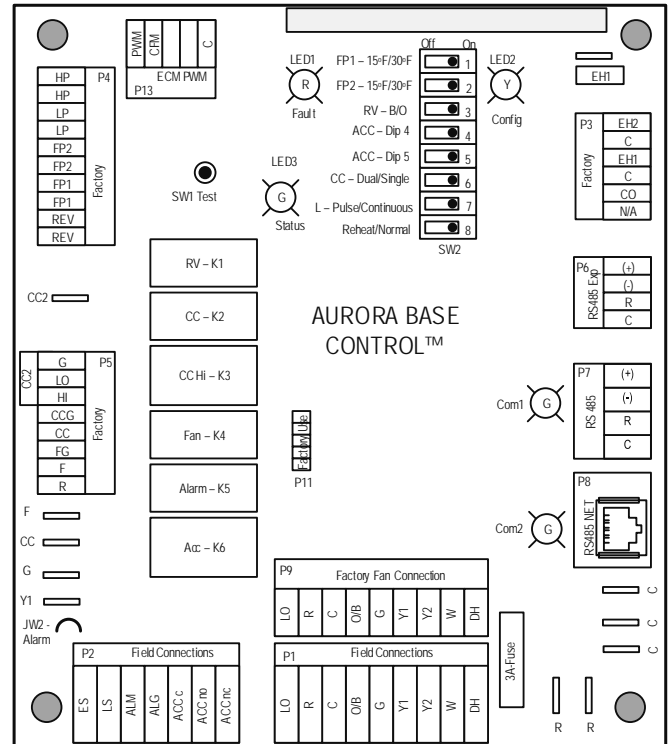 PWM
CFM
C
ECM PWM
P13
LED1
R
Fault
Off On
FP1 – 15°F/30°F 1
FP2 – 15°F/30°F 2
RV – B/O 3
ACC – Dip 4 4
ACC – Dip 5 5
CC – Dual/Single 6
L – Pulse/Continuous 7
Reheat/Normal 8
SW2
LED2
Y
Config
EH1
P4
HP
HP
LP
LP
FP2
FP2
FP1
FP1
REV
REV
Factory
SW1 Test
LED3
G
Status
P3
EH2
C
EH1
C
CO
N/A
Factory
RV – K1
CC – K2
CC Hi – K3
Fan – K4
Alarm – K5
Acc – K6
AURORA BASE
CONTROL™
P6
RS485 Exp
(+)
(-)
R
C
CC2
CC2
P5
G
LO
HI
CCG
CC
FG
F
R
Factory
Factory Use
P11
Com1
G
P7
RS 485
(+)
(-)
R
C
Com2
G
P8
RS485 NET
F
CC
G
Y1
JW2 -
Alarm
P9 Factory Fan Connection
LO
R
C
O/B
G
Y1
Y2
W
DH
C
C
C
P2 Field Connections
ES
LS
ALM
ALG
ACC c
ACC no
ACC nc
P1 Field Connections
LO
R
C
O/B
G
Y1
Y2
W
DH
3A-Fuse
R R